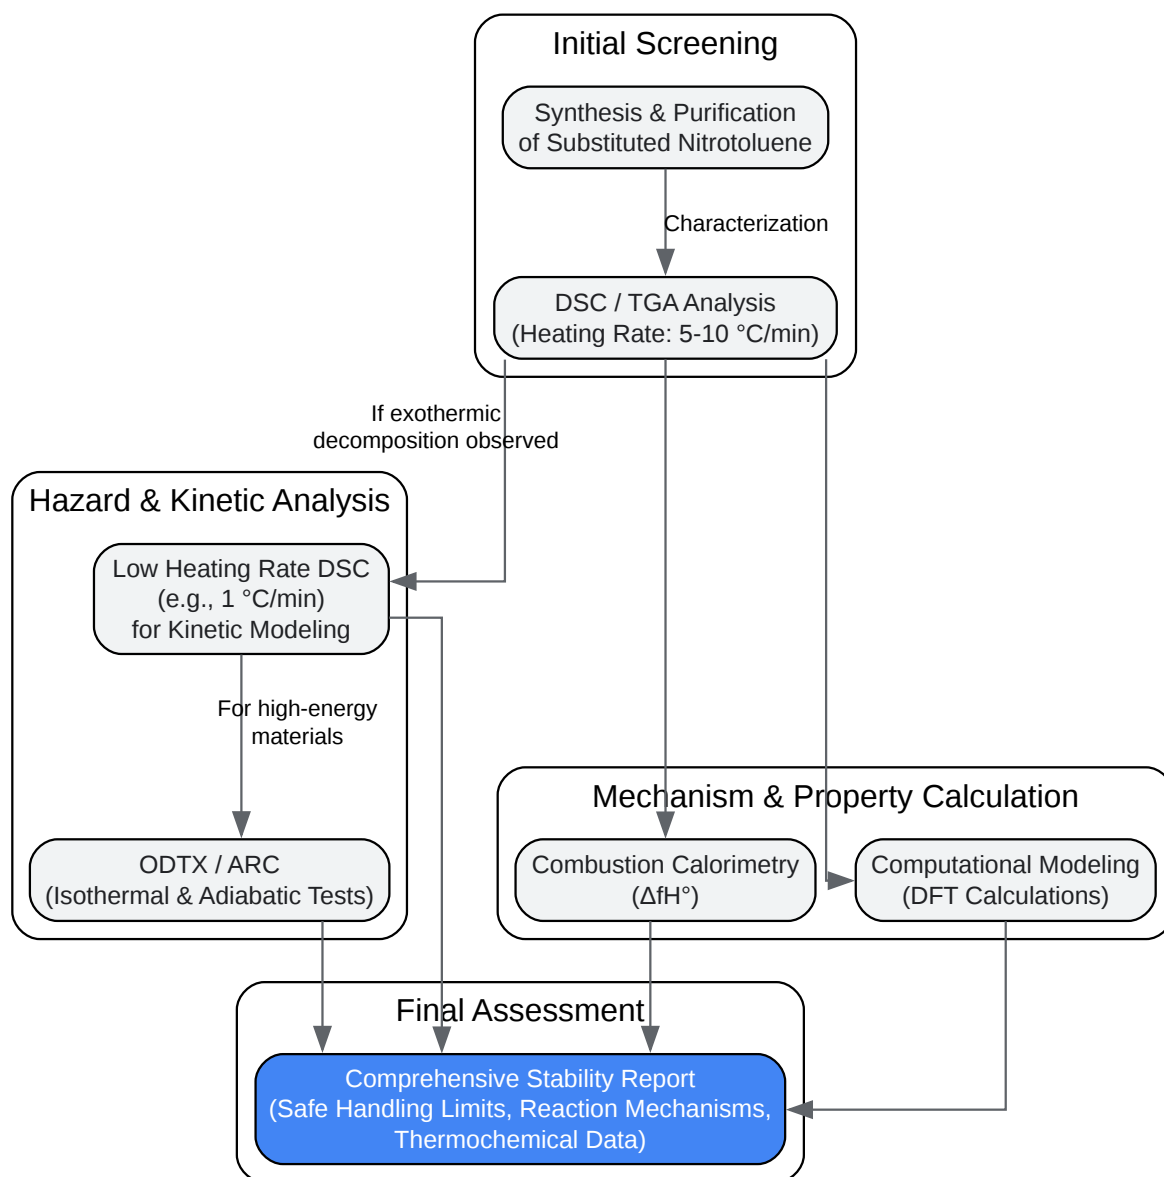 Initial Screening
Synthesis & Purification
of Substituted Nitrotoluene
Characterization
DSC / TGA Analysis
(Heating Rate: 5-10 °C/min)
If exothermic
decomposition observed
Hazard & Kinetic Analysis
Low Heating Rate DSC
(e.g., 1 °C/min)
for Kinetic Modeling
For high-energy
materials
ODTX / ARC
(Isothermal & Adiabatic Tests)
Mechanism & Property Calculation
Combustion Calorimetry
(ΔfH°)
Computational Modeling
(DFT Calculations)
Final Assessment
Comprehensive Stability Report
(Safe Handling Limits, Reaction Mechanisms,
Thermochemical Data)